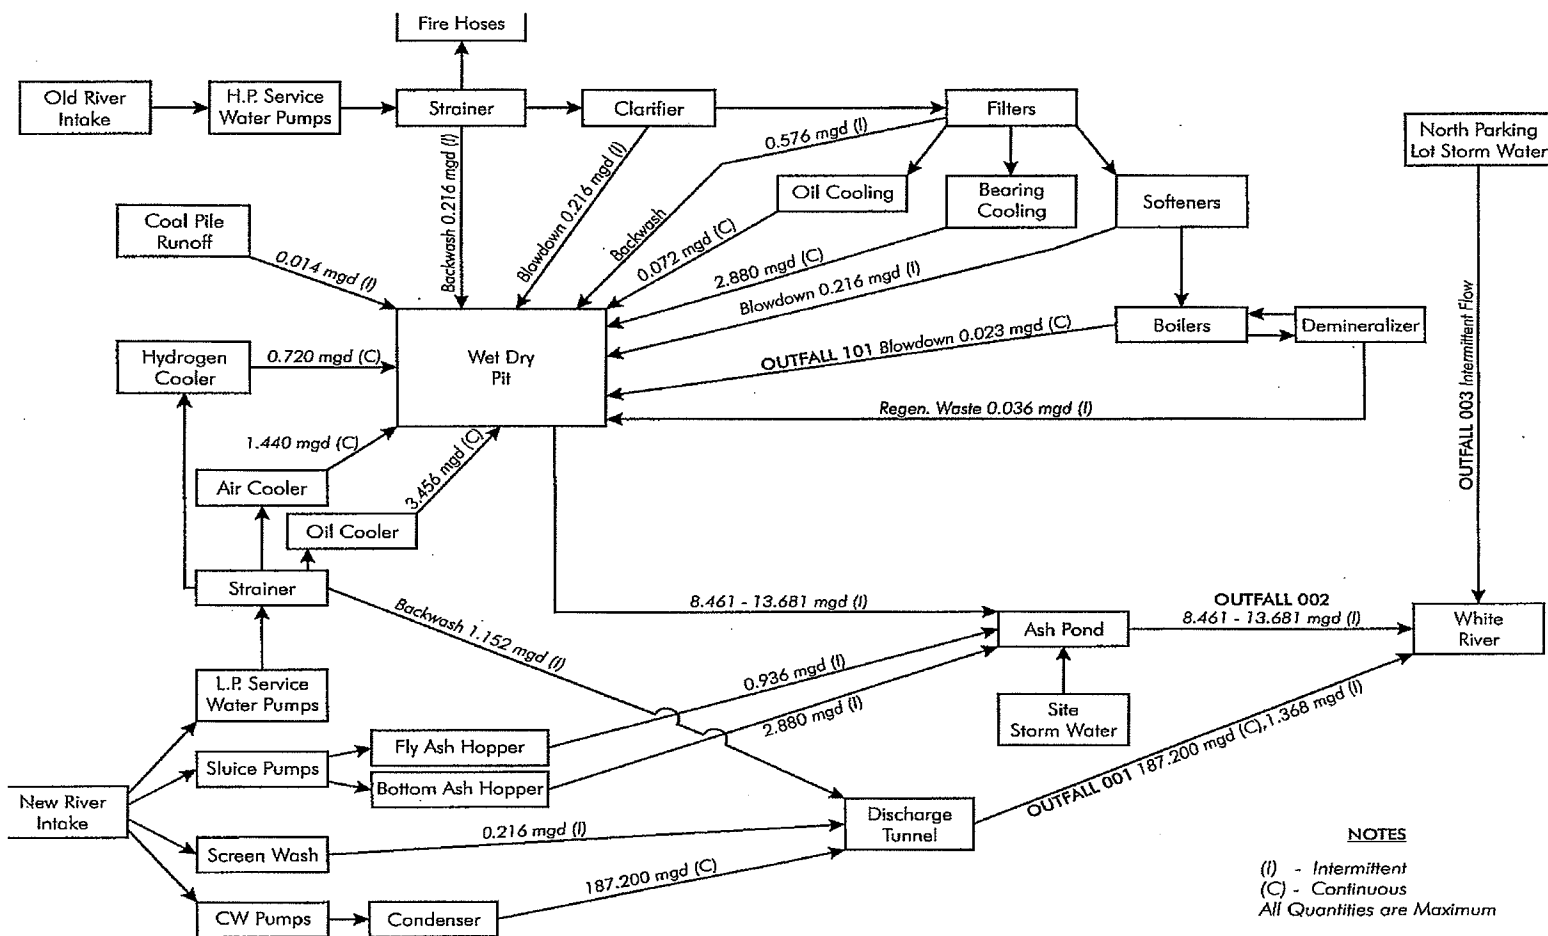 Fire Hoses
Old River
Intake
H.P. Service
Water Pumps
Strainer
Clarifier
Filters
North Parking
Lot Storm Water
0.576 mgd (I)
Backwash
Backwash 0.216 mgd (I)
Blowdown 0.216 mgd (I)
Oil Cooling
Bearing
Cooling
Softeners
Coal Pile
Runoff
0.014 mgd (I)
0.072 mgd (C)
2.880 mgd (C)
Blowdown 0.216 mgd (I)
Boilers
Demineralizer
Hydrogen
Cooler
0.720 mgd (C)
Wet Dry
Pit
OUTFALL 101 Blowdown 0.023 mgd (C)
Regen. Waste 0.036 mgd (I)
OUTFALL 003 Intermittent Flow
1.440 mgd (C)
3.456 mgd (C)
Air Cooler
Oil Cooler
Strainer
Backwash 1.152 mgd (I)
8.461 - 13.681 mgd (I)
Ash Pond
OUTFALL 002
8.461 - 13.681 mgd (I)
White
River
L.P. Service
Water Pumps
0.936 mgd (I)
2.880 mgd (I)
Site
Storm Water
Sluice Pumps
Fly Ash Hopper
Bottom Ash Hopper
New River
Intake
OUTFALL 001 187.200 mgd (C),1.368 mgd (I)
Discharge
Tunnel
Screen Wash
0.216 mgd (I)
187.200 mgd (C)
CW Pumps
Condenser
NOTES
(I) - Intermittent
(C) - Continuous
All Quantities are Maximum